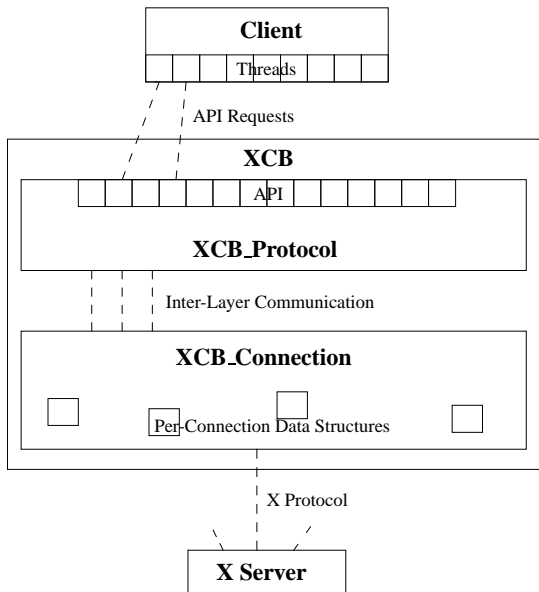 Client
Threads
API Requests
XCB
API
XCB_Protocol
Inter-Layer Communication
XCB_Connection
Per-Connection Data Structures
X Protocol
X Server